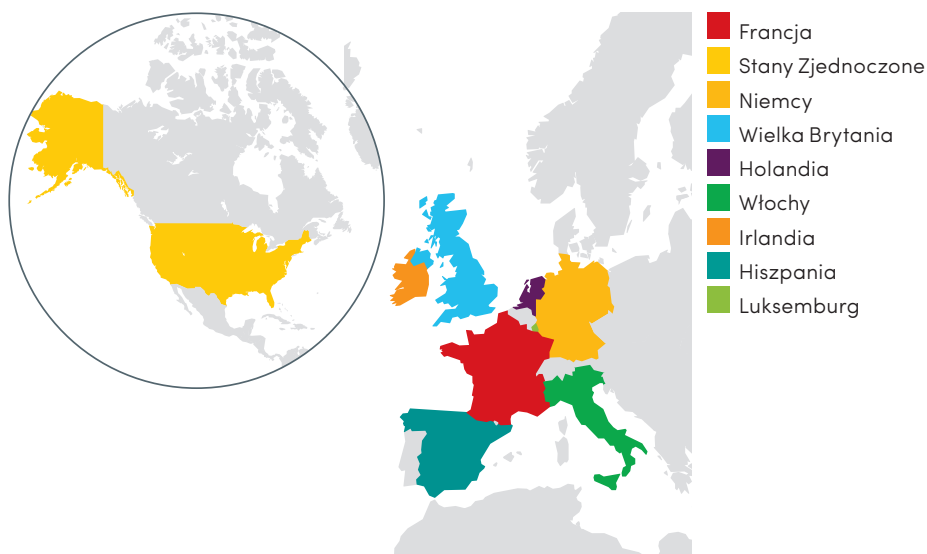 Francja
Stany Zjednoczone
Niemcy
Wielka Brytania
Holandia
Włochy
Irlandia
Hiszpania
Luksemburg